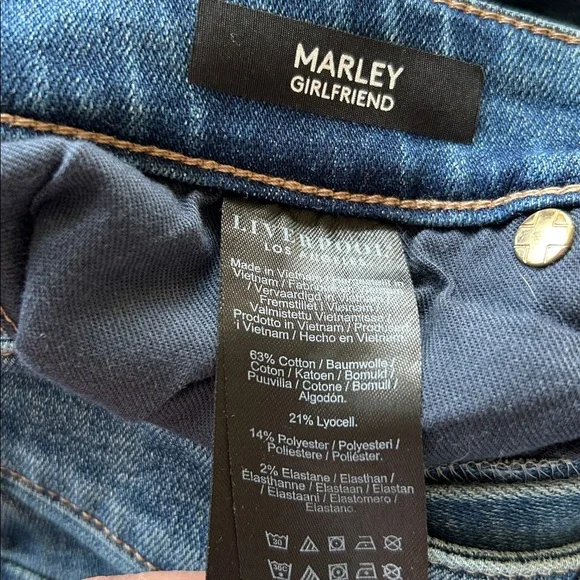 MARLEY
GIRLFRIEND
LIVERPOOL
LOS ANGELES
Made in Vietnam
Vietnam / Fabri
/ Vervaardigd in Vietnam /
Fremstillet i Vietnam /
Valmistettu Vietnamissa /
Prodotto in Vietnam / Produsert
i Vietnam / Hecho en Vietnam
63% Cotton / Baumwolle /
Coton / Katoen / Bomuld /
Puuvilla / Cotone / Bomull /
Algodón.
21% Lyocell.
14% Polyester / Polyesteri /
Poliestere / Poliéster.
2% Elastane / Elasthan /
Élasthanne / Elastaan / Elastan
/ Elastaani / Elastomero /
Elastano.
30